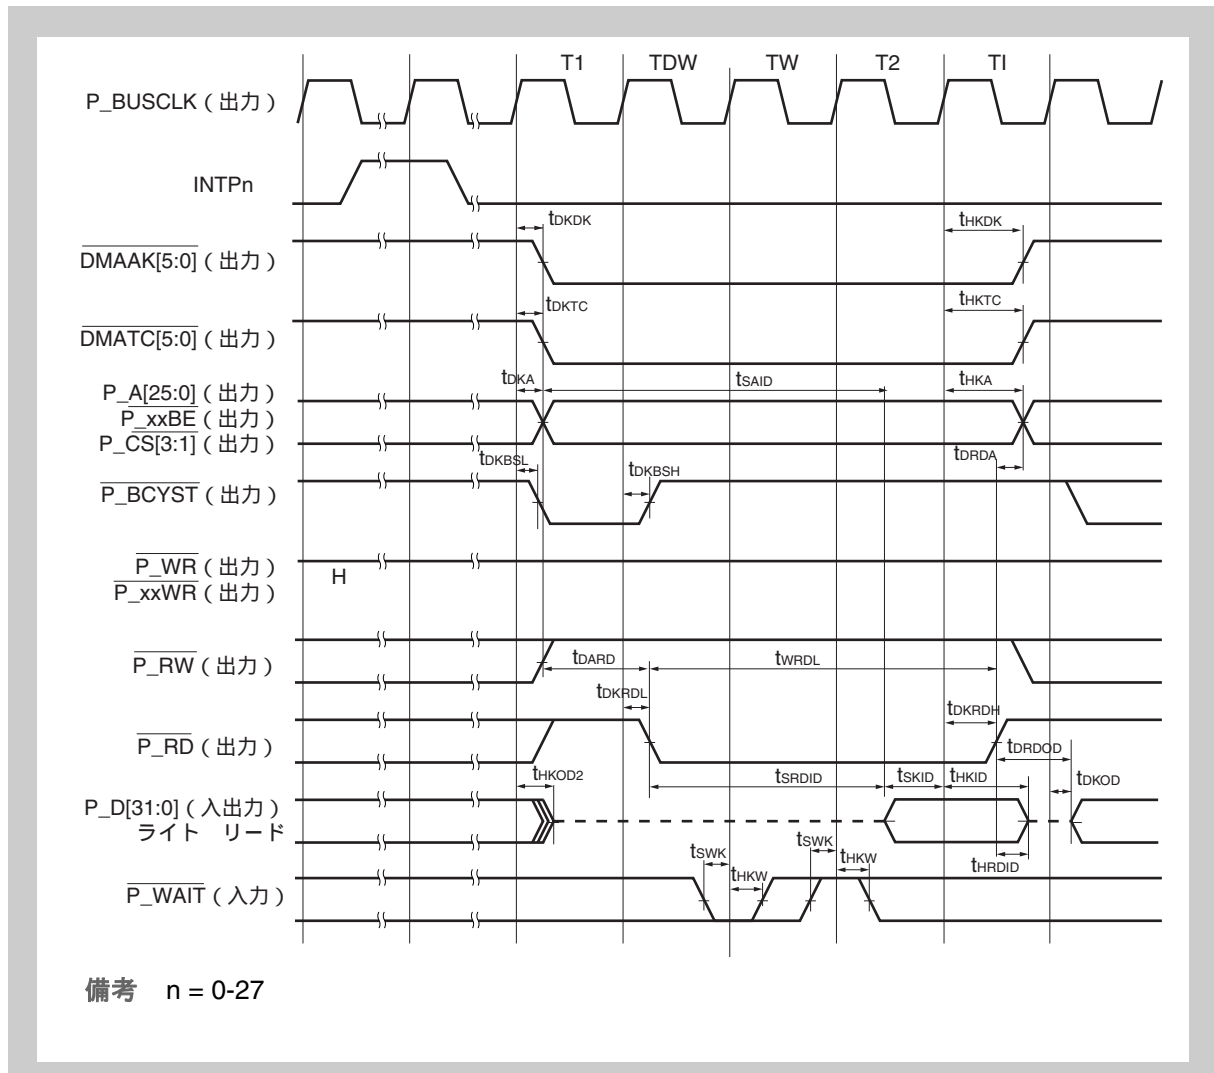 T1 TDW TW T2 TI
P_BUSCLK（出力）
INTPn
tDKDK tHKDK
DMAAK[5:0]（出力）
tDKTC tHKTC
DMATC[5:0]（出力）
tDKA tSAID tHKA
P_A[25:0]（出力）
P_xxBE（出力）
P_CS[3:1]（出力）
tDKBSL tDKBSH tDRDA
P_BCYST（出力）
P_WR（出力）
H
P_xxWR（出力）
P_RW（出力）
tDARD tWRDL
tDKRDL tDKRDH
P_RD（出力）
tDRDOD
tHKOD2 tSRDID tSKID tHKID tDKOD
P_D[31:0]（入出力）
ライト リード
tSWK tHKW tSWK tHKW tHRDID
P_WAIT（入力）
備考 n = 0-27